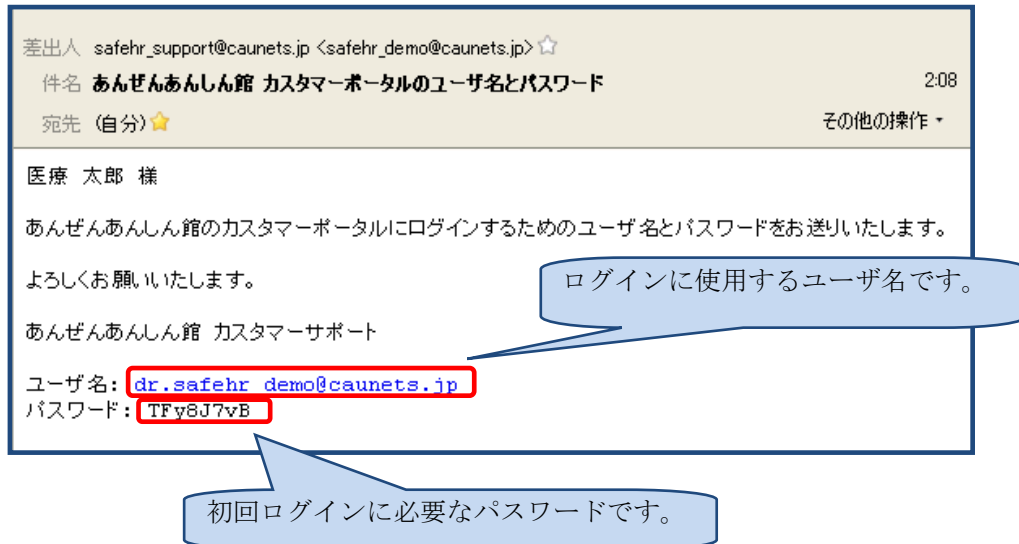 差出人 safehr_support@caunets.jp <safehr_demo@caunets.jp>
件名 あんぜんあんしん館 カスタマーポータルのユーザ名とパスワード 2:08
宛先 (自分) その他の操作
医療 太郎 様
あんぜんあんしん館のカスタマーポータルにログインするためのユーザ名とパスワードをお送りいたします。
よろしくお願いいたします。
ログインに使用するユーザ名です。
あんぜんあんしん館 カスタマーサポート
ユーザ名: dr.safehr_demo@caunets.jp
パスワード: TFy8J7vB
初回ログインに必要なパスワードです。